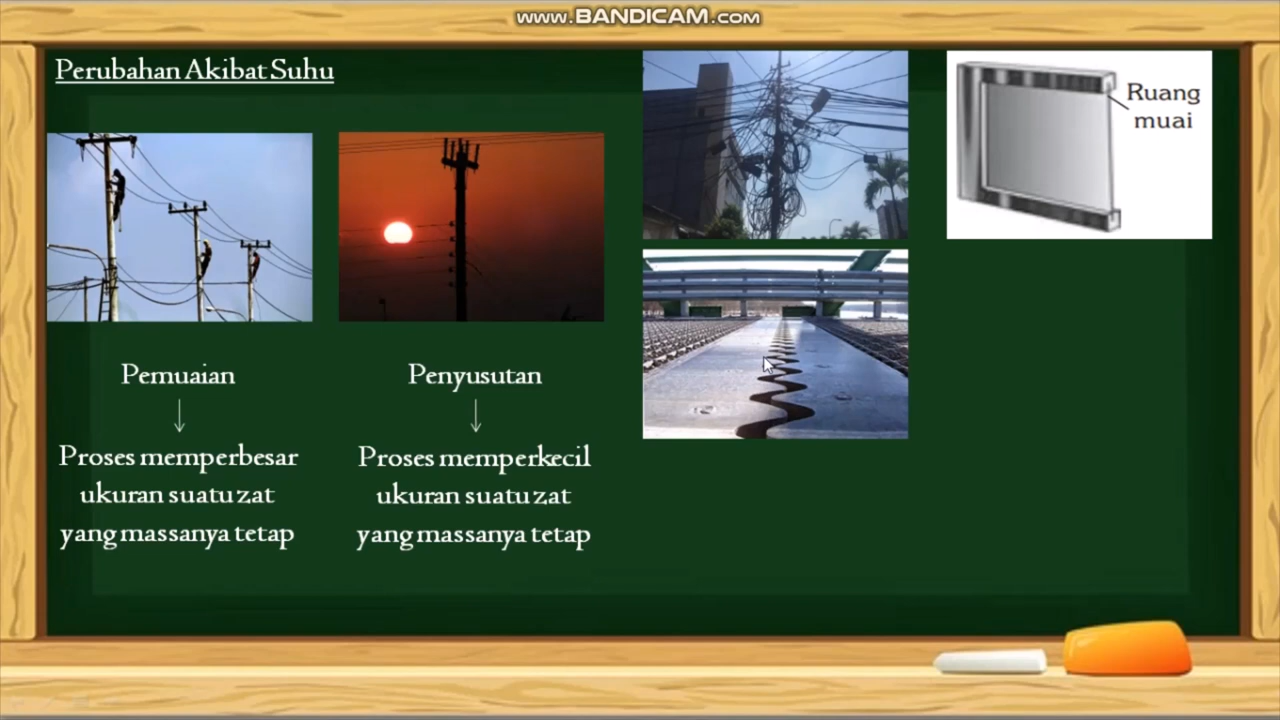 www.BANDICAM.com
Perubahan Akibat Suhu
Ruang
muai
Pemuaian
Proses memperbesar
ukuran suatu zat
yang massanya tetap
Penyusutan
Proses memperkecil
ukuran suatu zat
yang massanya tetap